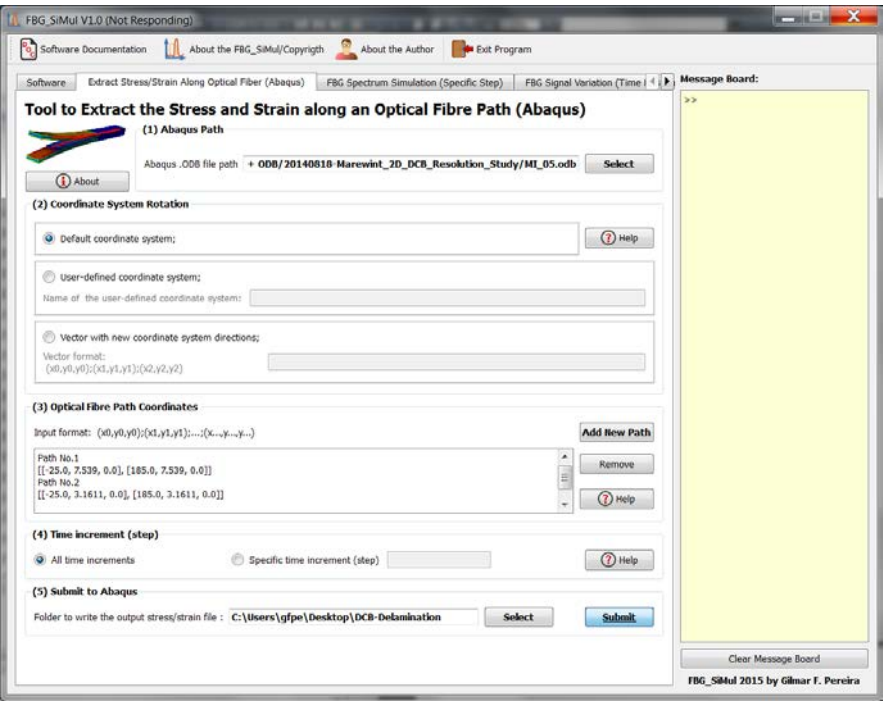 FBG_SiMul V1.0 (Not Responding)
Software Documentation
About the FBG_SiMul/Copyrigth
About the Author
Exit Program
Software
Extract Stress/Strain Along Optical Fiber (Abaqus)
FBG Spectrum Simulation (Specific Step)
FBG Signal Variation (Time I
Message Board:
>>
Tool to Extract the Stress and Strain along an Optical Fibre Path (Abaqus)
(1) Abaqus Path
Abaqus .ODB file path
+ ODB/20140818-Marewint_2D_DCB_Resolution_Study/MI_05.odb
Select
About
(2) Coordinate System Rotation
Default coordinate system;
Help
User-defined coordinate system;
Name of the user-defined coordinate system:
Vector with new coordinate system directions;
Vector format:
(x0,y0,y0);(x1,y1,y1);(x2,y2,y2)
(3) Optical Fibre Path Coordinates
Input format: (x0,y0,y0);(x1,y1,y1);...;(x...,y...,y...)
Add New Path
Path No.1
[[-25.0, 7.539, 0.0], [185.0, 7.539, 0.0]]
Path No.2
[[-25.0, 3.1611, 0.0], [185.0, 3.1611, 0.0]]
Remove
Help
(4) Time increment (step)
All time increments
Specific time increment (step)
Help
(5) Submit to Abaqus
Folder to write the output stress/strain file :
C:\Users\gfpe\Desktop\DCB-Delamination
Select
Submit
Clear Message Board
FBG_SiMul 2015 by Gilmar F. Pereira